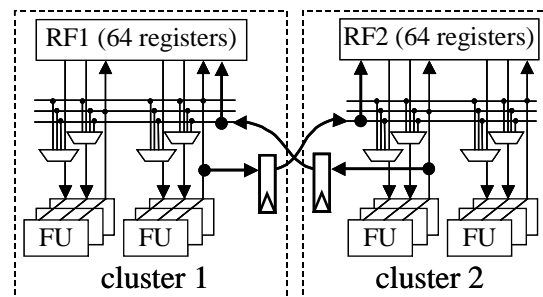 RF1 (64 registers)
RF2 (64 registers)
FU
FU
FU
FU
cluster 1
cluster 2